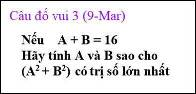 Câu đố vui 3 (9-Mar)
Nếu A + B = 16
Hãy tính A và B sao cho
(A² + B²) có trị số lớn nhất